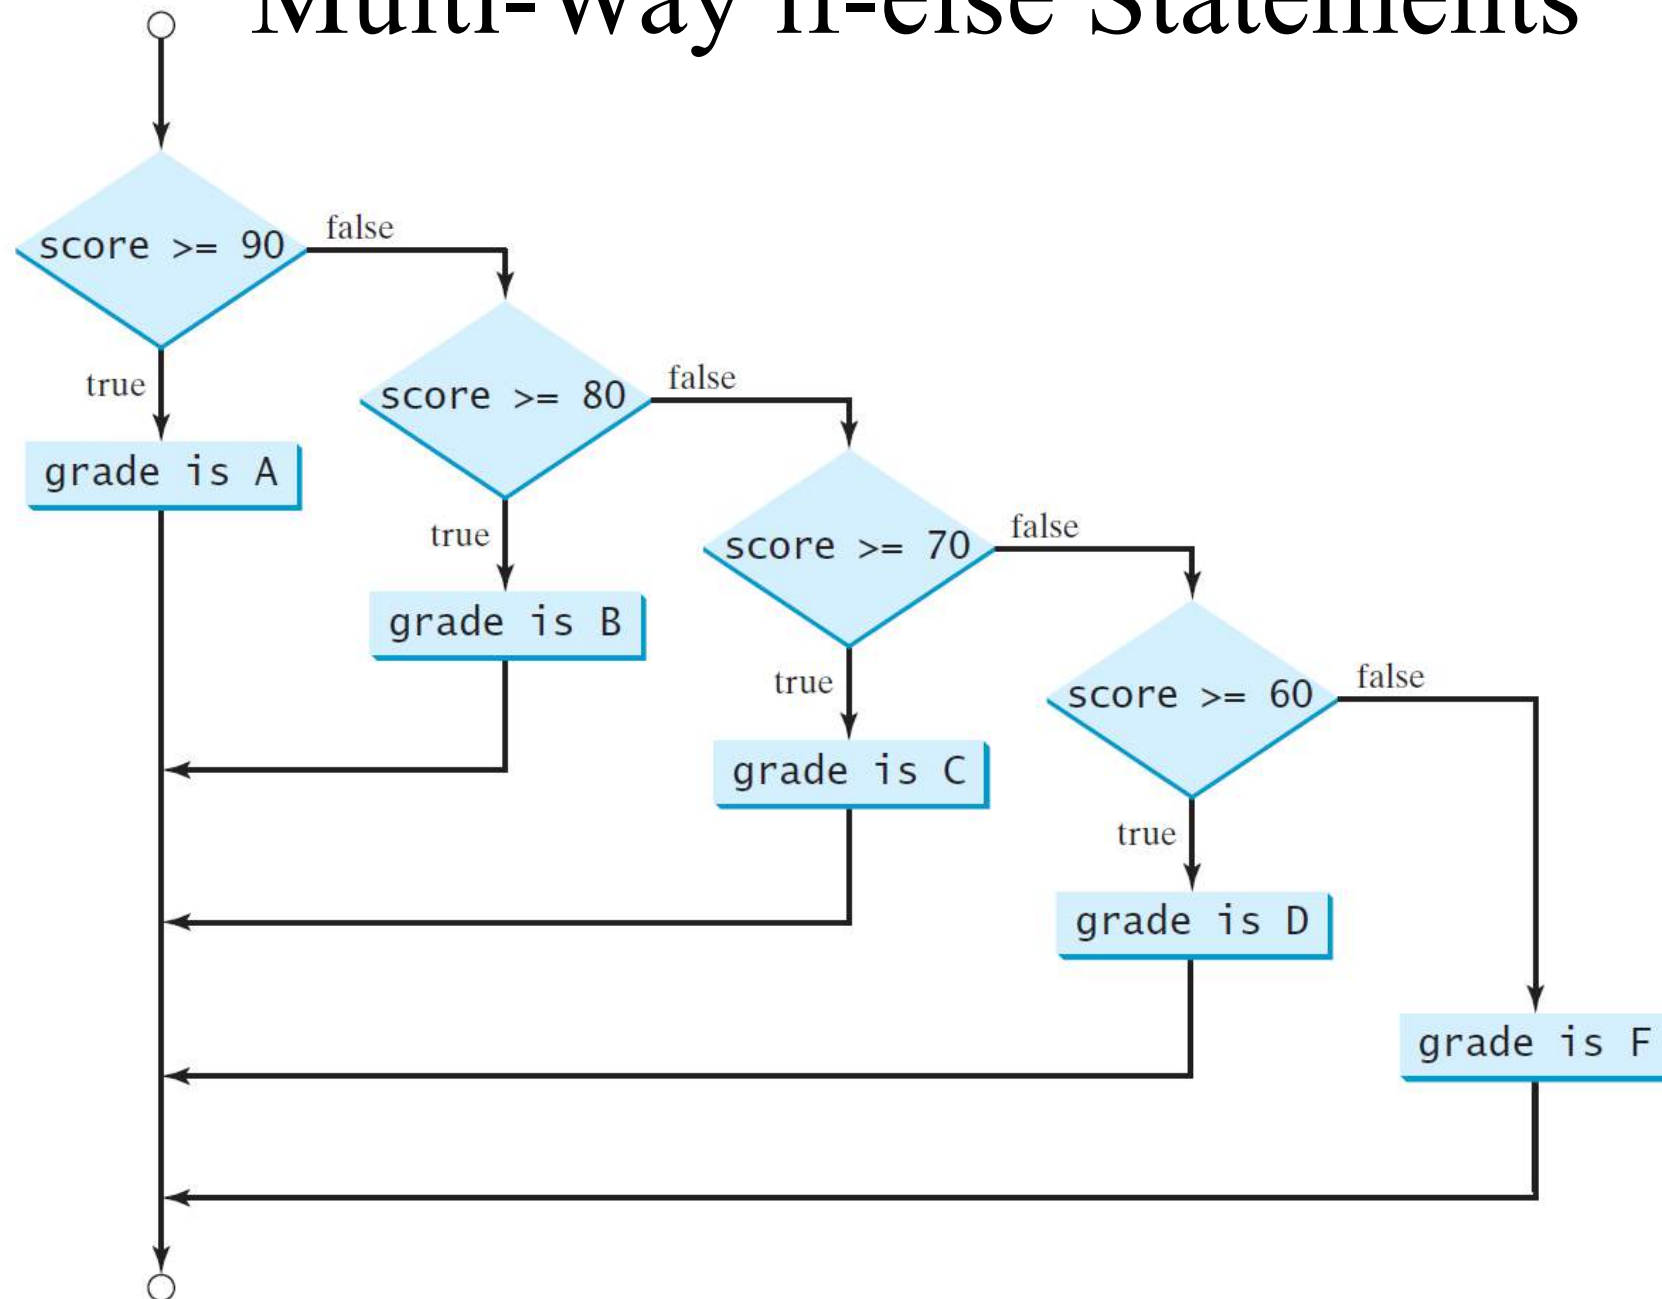 Multi-Way if-else Statements
score >= 90
false
true
grade is A
score >= 80
false
true
grade is B
score >= 70
false
true
grade is C
score >= 60
false
true
grade is D
grade is F